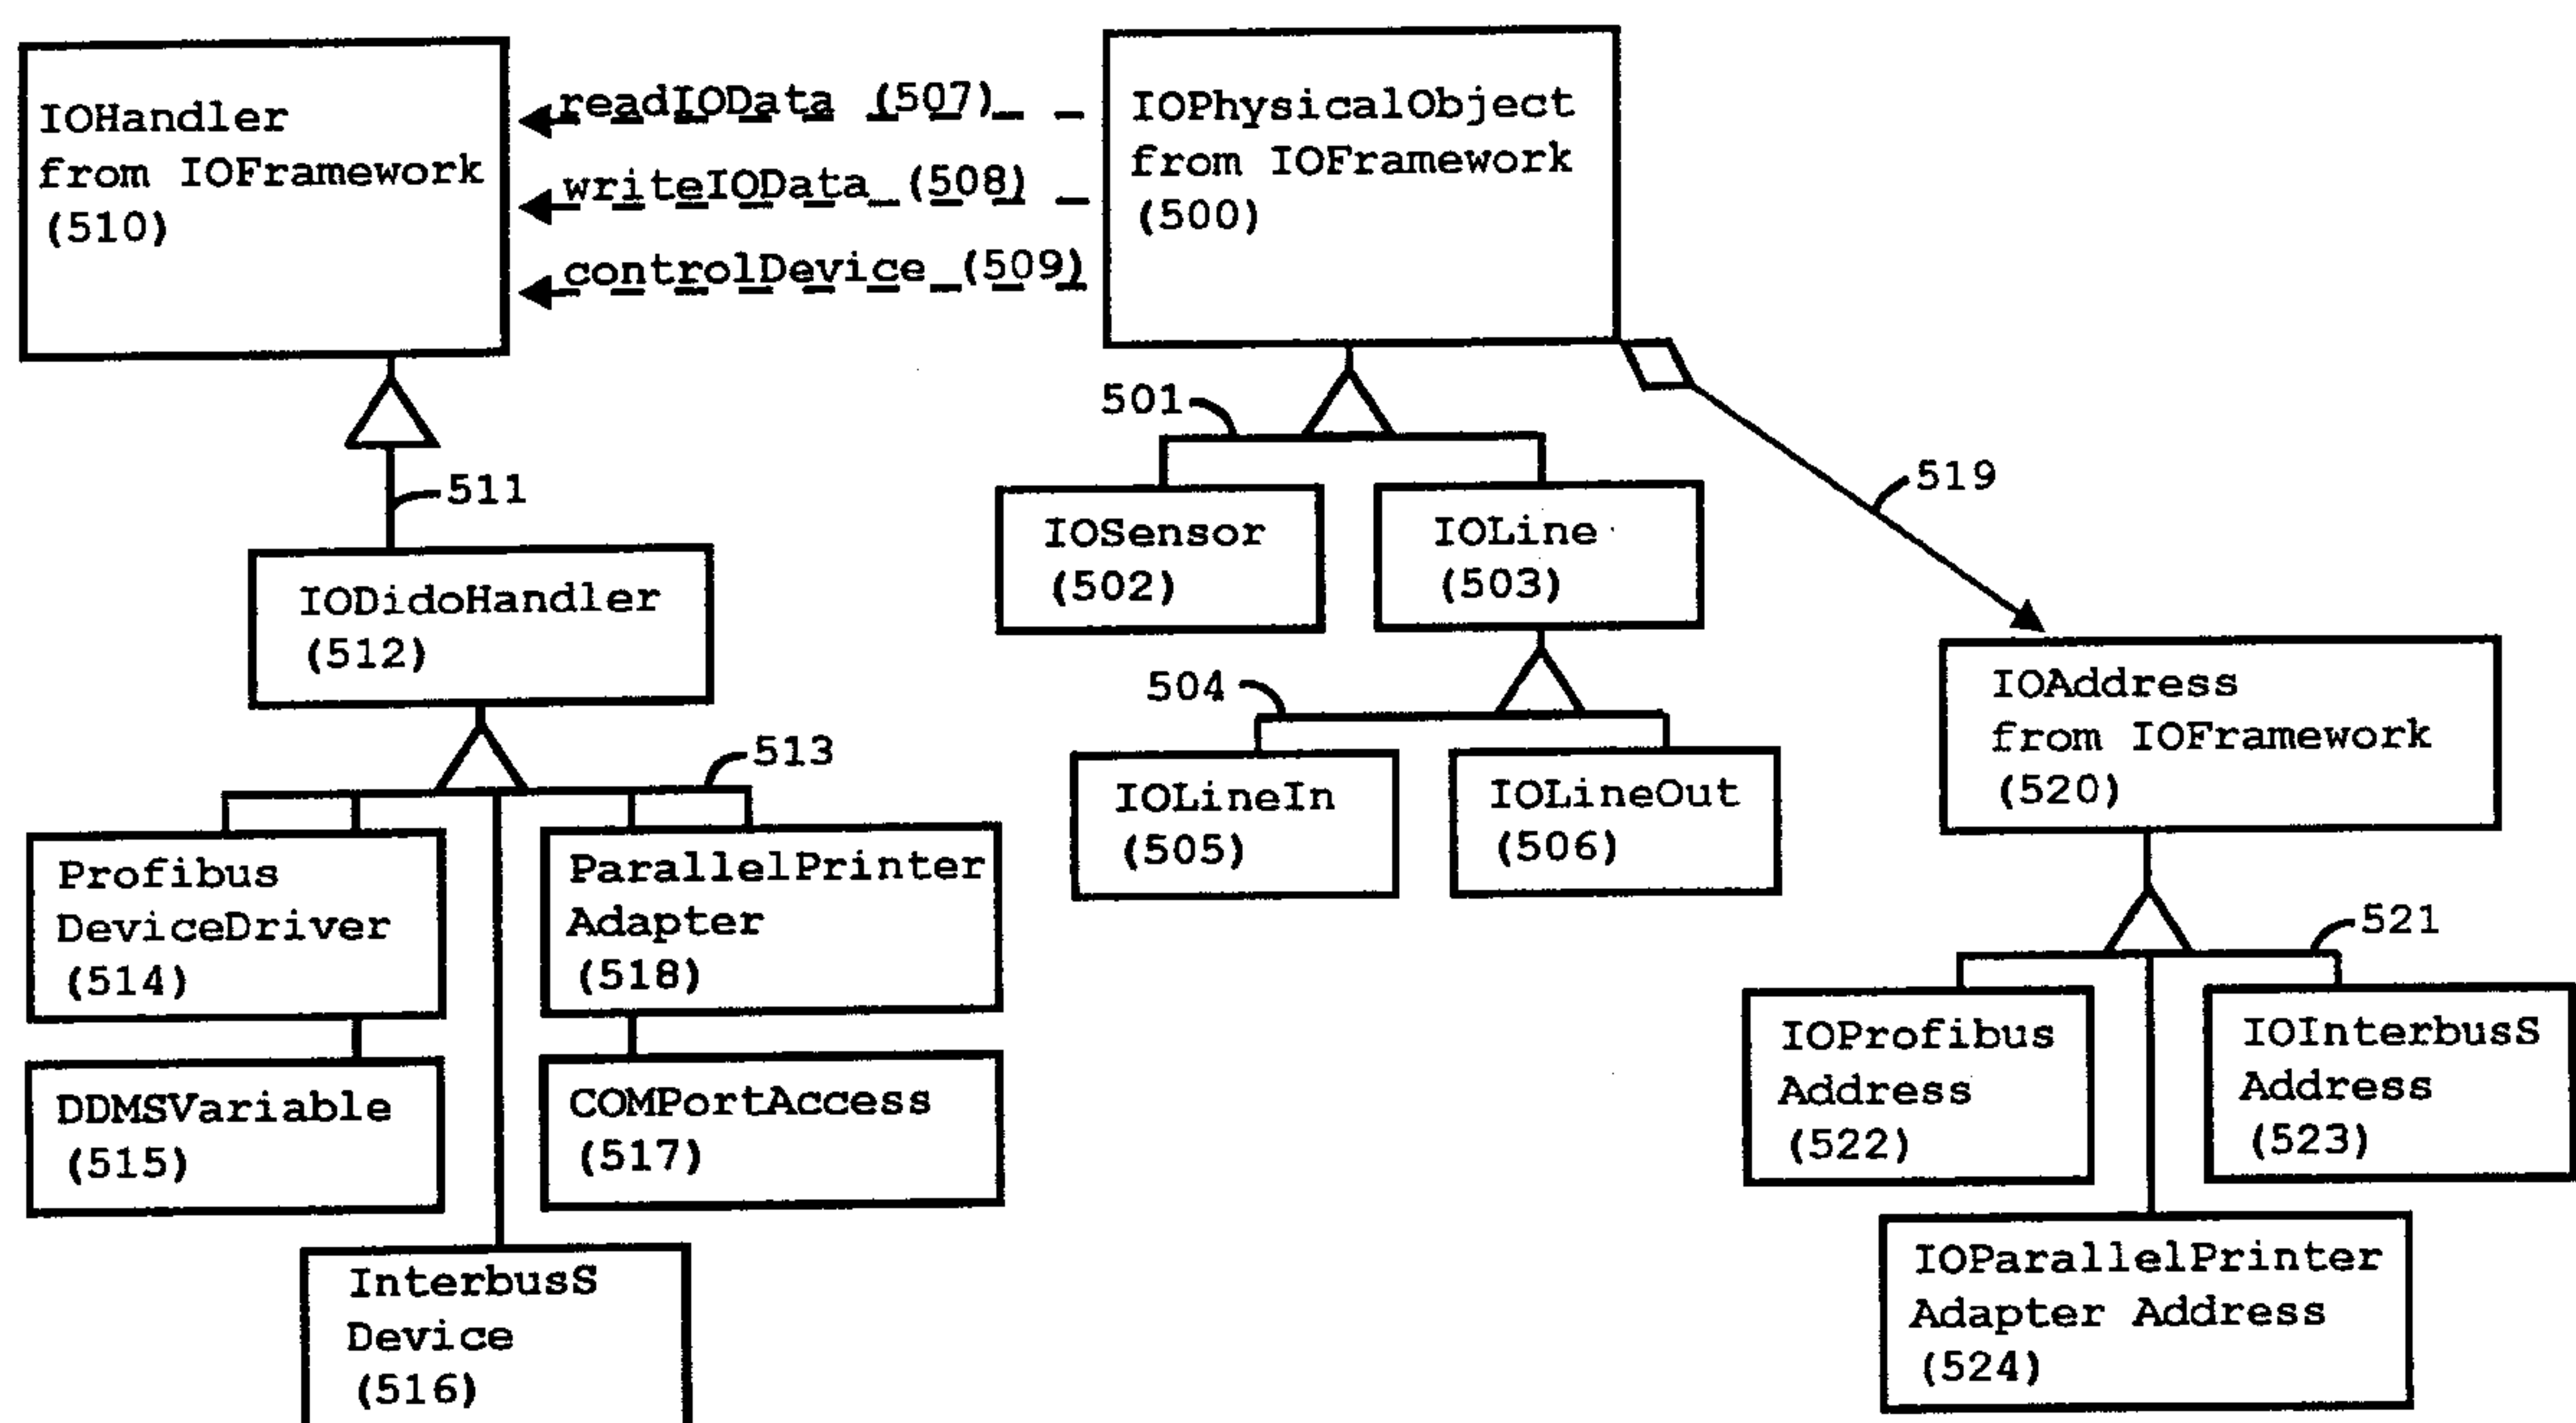 IOHandler
from IOFramework
(510)
readIOData (507)
writeIOData (508)
controlDevice (509)
IOPhysicalObject
from IOFramework
(500)
501
511
519
IOSensor
(502)
IOLine
(503)
IODidoHandler
(512)
504
IOAddress
from IOFramework
(520)
513
IOLineIn
(505)
IOLineOut
(506)
Profibus
DeviceDriver
(514)
ParallelPrinter
Adapter
(518)
521
DDMSVariable
(515)
COMPortAccess
(517)
IOProfibus
Address
(522)
IOInterbusS
Address
(523)
InterbusS
Device
(516)
IOParallelPrinter
Adapter Address
(524)